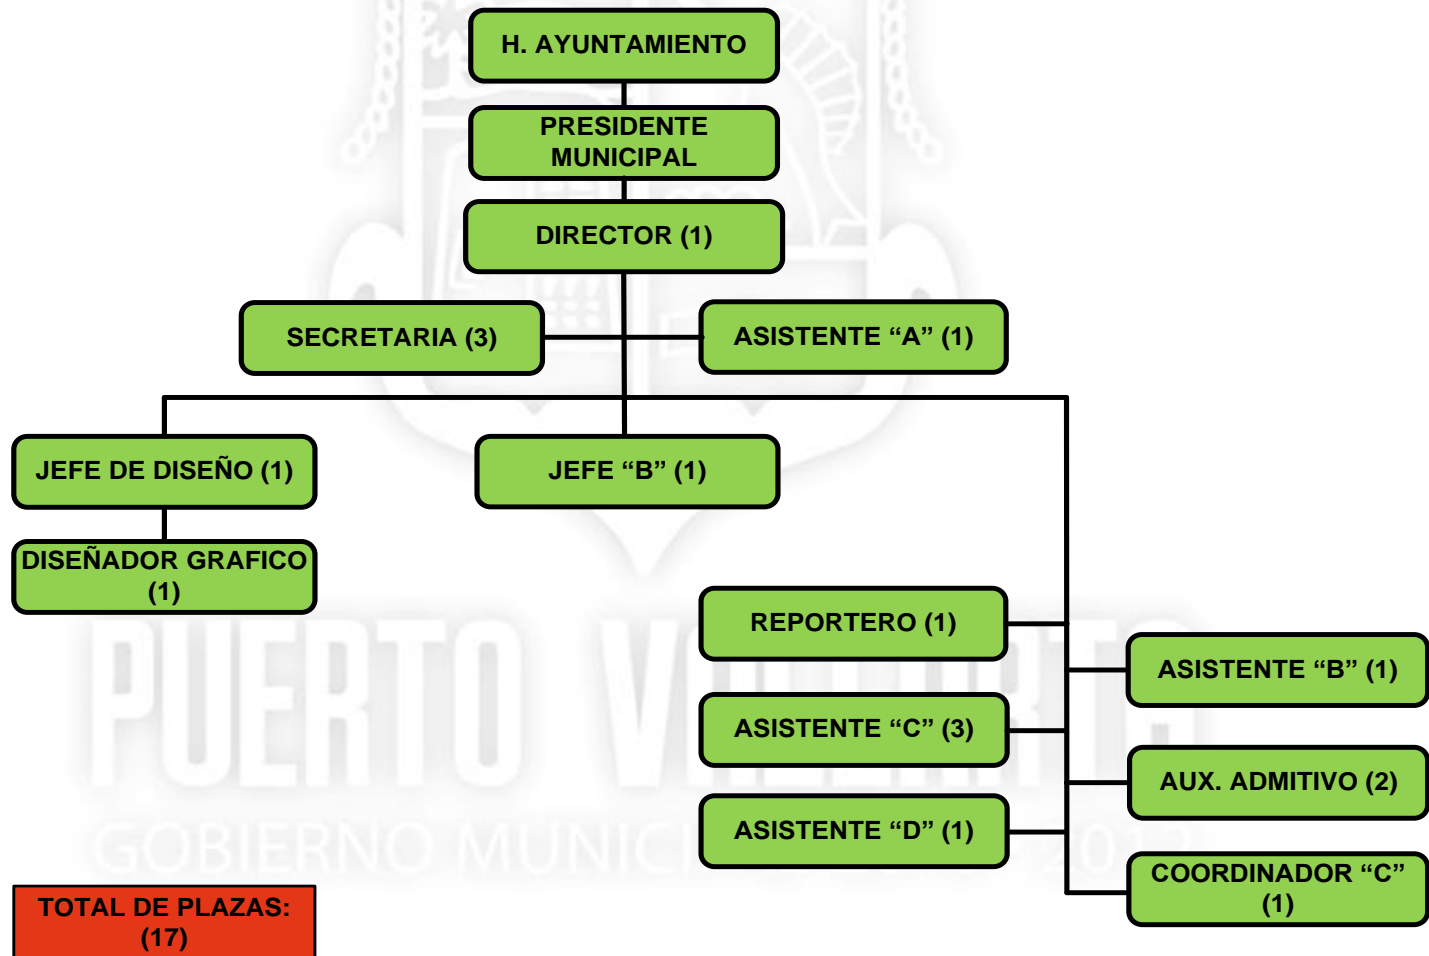 H. AYUNTAMIENTO
PRESIDENTE
MUNICIPAL
DIRECTOR (1)
SECRETARIA (3)
ASISTENTE “A” (1)
JEFE DE DISEÑO (1)
JEFE “B” (1)
DISEÑADOR GRAFICO
(1)
REPORTERO (1)
ASISTENTE “B” (1)
ASISTENTE “C” (3)
AUX. ADMITIVO (2)
ASISTENTE “D” (1)
COORDINADOR “C”
(1)
PUERTO VALLARTA
GOBIERNO
TOTAL DE PLAZAS:
(17)